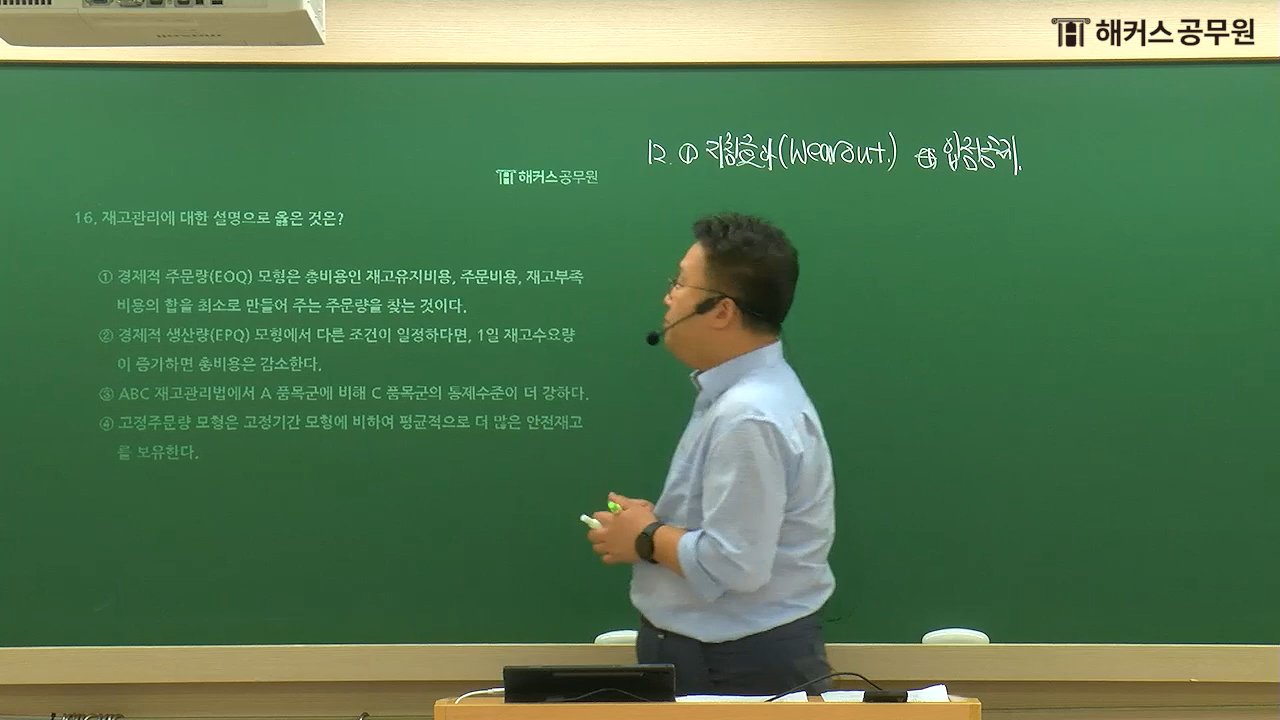 해커스공무원
12. ① 지침효과(Wearout) ④ 입점공제.
해커스공무원
16. 재고관리에 대한 설명으로 옳은 것은?
① 경제적 주문량(EOQ) 모형은 총비용인 재고유지비용, 주문비용, 재고부족
비용의 합을 최소로 만들어 주는 주문량을 찾는 것이다.
② 경제적 생산량(EPQ) 모형에서 다른 조건이 일정하다면, 1일 재고수요량
이 증가하면 총비용은 감소한다.
③ ABC 재고관리법에서 A 품목군에 비해 C 품목군의 통제수준이 더 강하다.
④ 고정주문량 모형은 고정기간 모형에 비하여 평균적으로 더 많은 안전재고
를 보유한다.